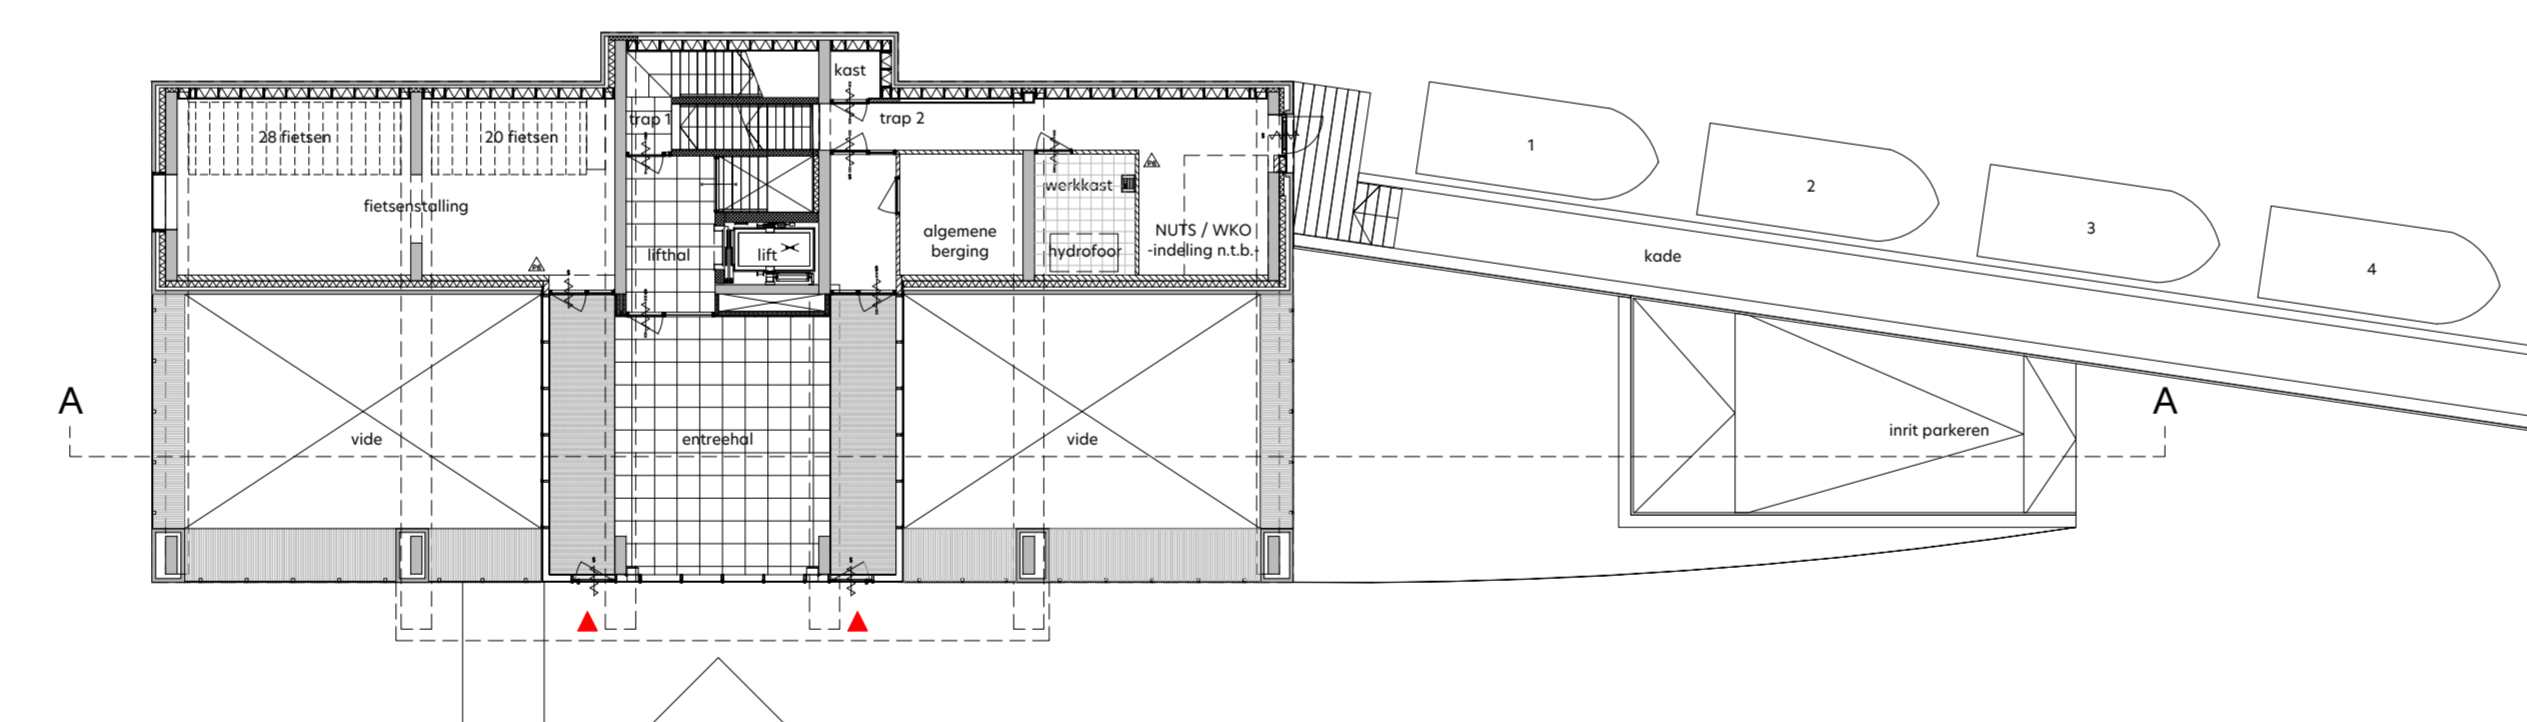 kast
trap 1
trap 2
28 fietsen
20 fietsen
fietsenstalling
werkkast
algemene
berging
hydrofoor
NUTS / WKO
-indeling n.t.b.-
lifthal
lift
kade
1
2
3
4
A
A
vide
entreehal
vide
inrit parkeren